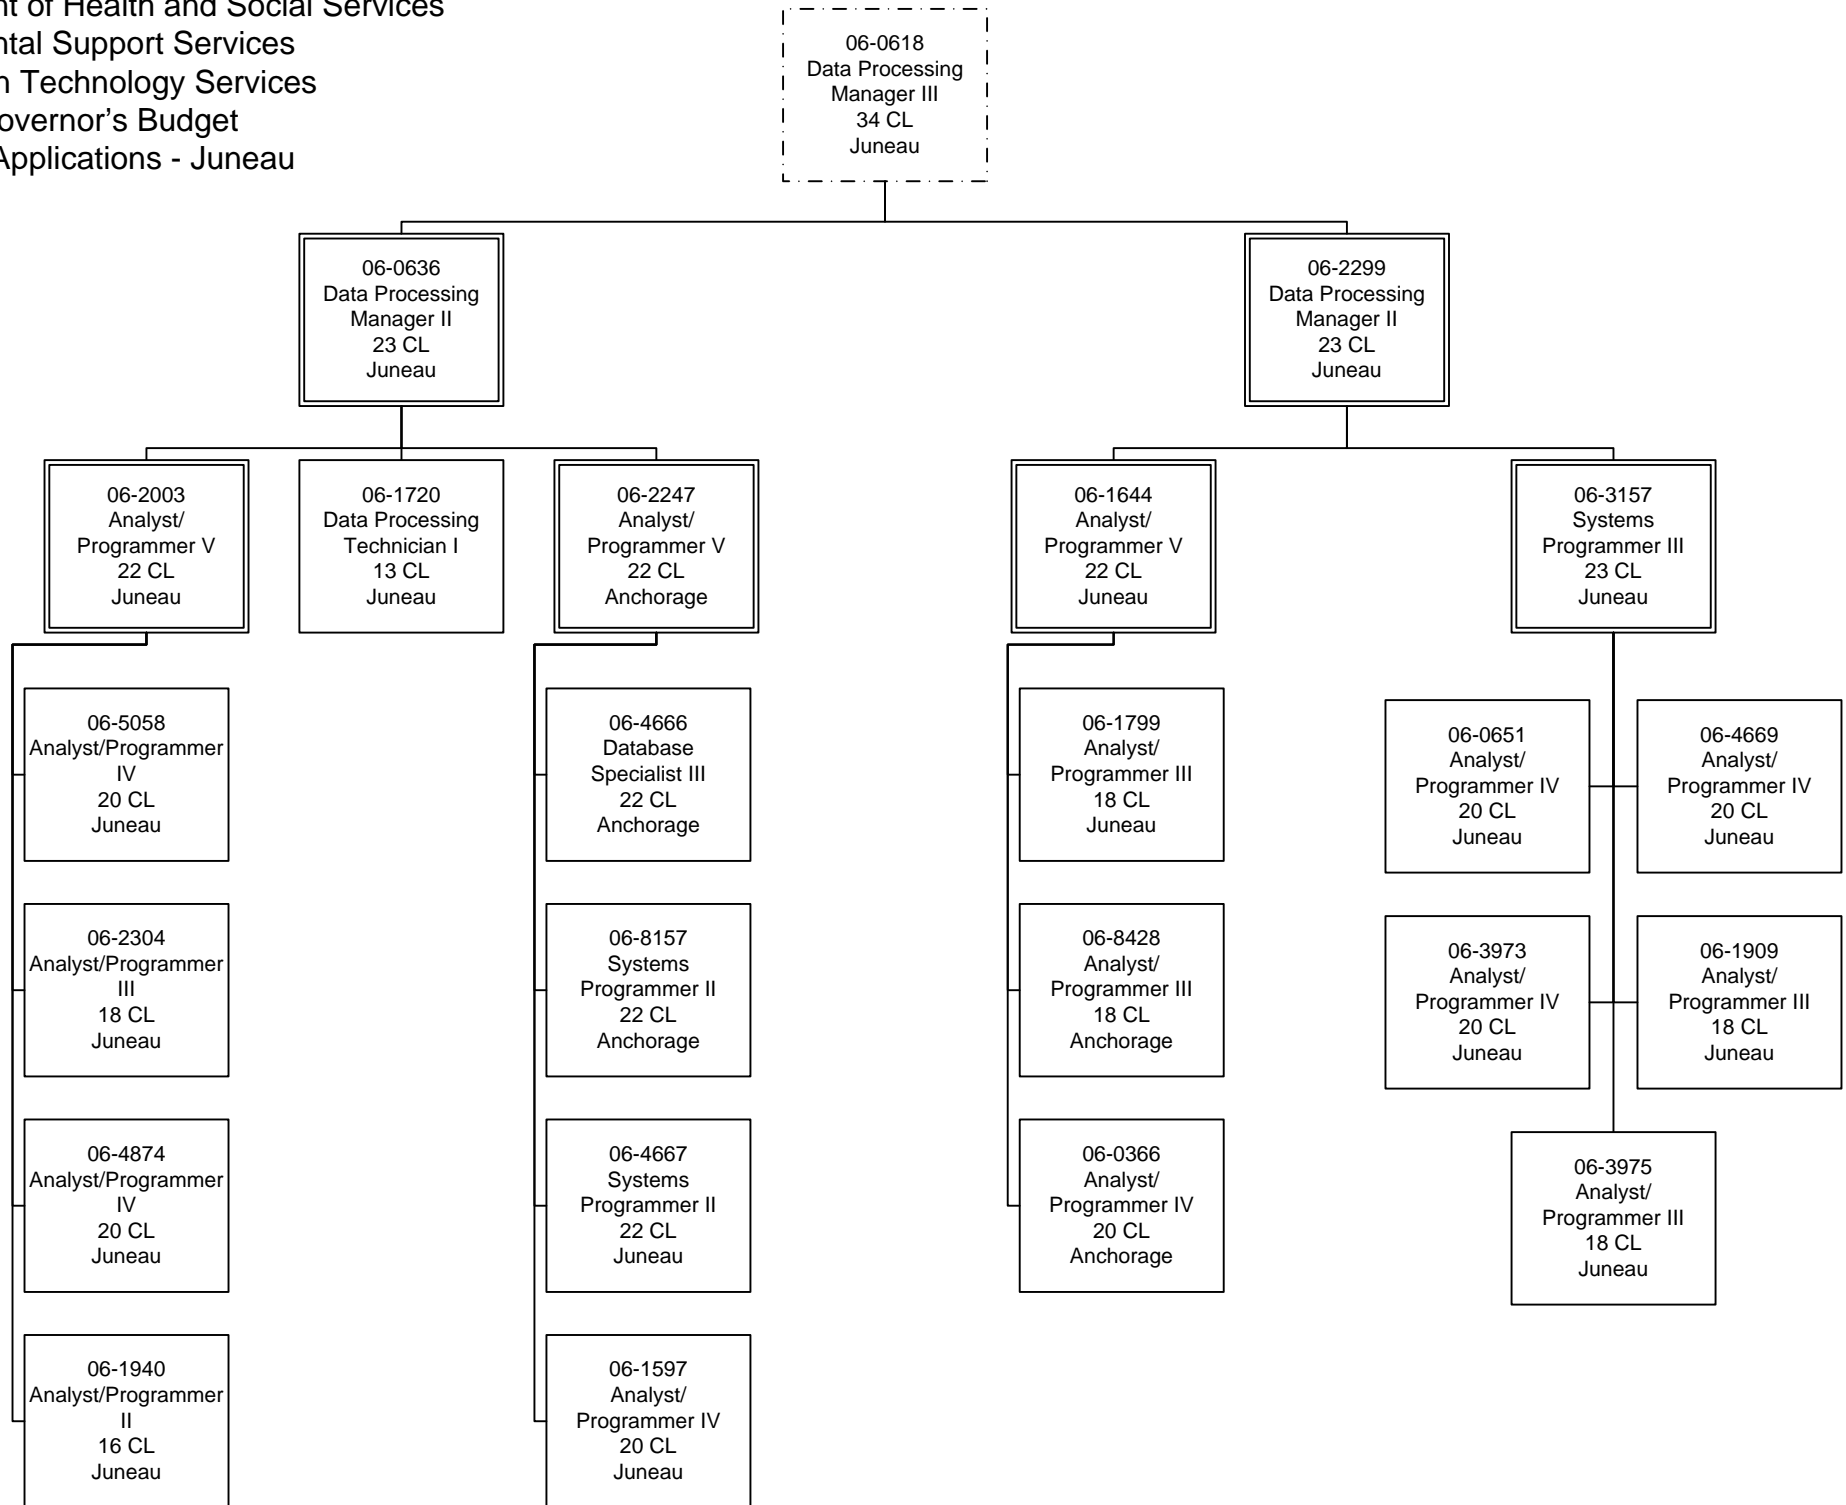 of Health and Social Services
Support Services
Technology Services
Budget
Applications - Juneau
06-0618
Data Processing
Manager III
34 CL
Juneau
06-0636
Data Processing
Manager II
23 CL
Juneau
06-2299
Data Processing
Manager II
23 CL
Juneau
06-2003
Analyst/
Programmer V
22 CL
Juneau
06-1720
Data Processing
Technician I
13 CL
Juneau
06-2247
Analyst/
Programmer V
22 CL
Anchorage
06-1644
Analyst/
Programmer V
22 CL
Juneau
06-3157
Systems
Programmer III
23 CL
Juneau
06-5058
Analyst/Programmer
IV
20 CL
Juneau
06-4666
Database
Specialist III
22 CL
Anchorage
06-1799
Analyst/
Programmer III
18 CL
Juneau
06-0651
Analyst/
Programmer IV
20 CL
Juneau
06-4669
Analyst/
Programmer IV
20 CL
Juneau
06-2304
Analyst/Programmer
III
18 CL
Juneau
06-8157
Systems
Programmer II
22 CL
Anchorage
06-8428
Analyst/
Programmer III
18 CL
Anchorage
06-3973
Analyst/
Programmer IV
20 CL
Juneau
06-1909
Analyst/
Programmer III
18 CL
Juneau
06-4874
Analyst/Programmer
IV
20 CL
Juneau
06-4667
Systems
Programmer II
22 CL
Juneau
06-0366
Analyst/
Programmer IV
20 CL
Anchorage
06-3975
Analyst/
Programmer III
18 CL
Juneau
06-1940
Analyst/Programmer
II
16 CL
Juneau
06-1597
Analyst/
Programmer IV
20 CL
Juneau